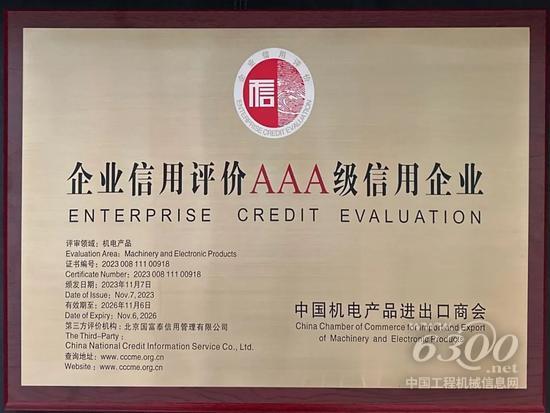 企业信用评价
信
ENTERPRISE CREDIT EVALUATION
企业信用评价AAA级信用企业
ENTERPRISE CREDIT EVALUATION
评审领域：机电产品
Evaluation Area: Machinery and Electronic Products
证书编号：2023 008 111 00918
Certificate Number: 2023 008 111 00918
颁发日期：2023年11月7日
Date of Issue: Nov.7, 2023
有效期至：2026年11月6日
Date of Expiry: Nov.6, 2026
第三方评价机构：北京国富泰信用管理有限公司
The Third-Party：
China National Credit Information Service Co., Ltd.
查询地址：www.cccme.org.cn
Website：www.cccme.org.cn
中国机电产品进出口商会
China Chamber of Commerce for Import and Export
of Machinery and Electronic Products
6300
.net
中国工程机械信息网